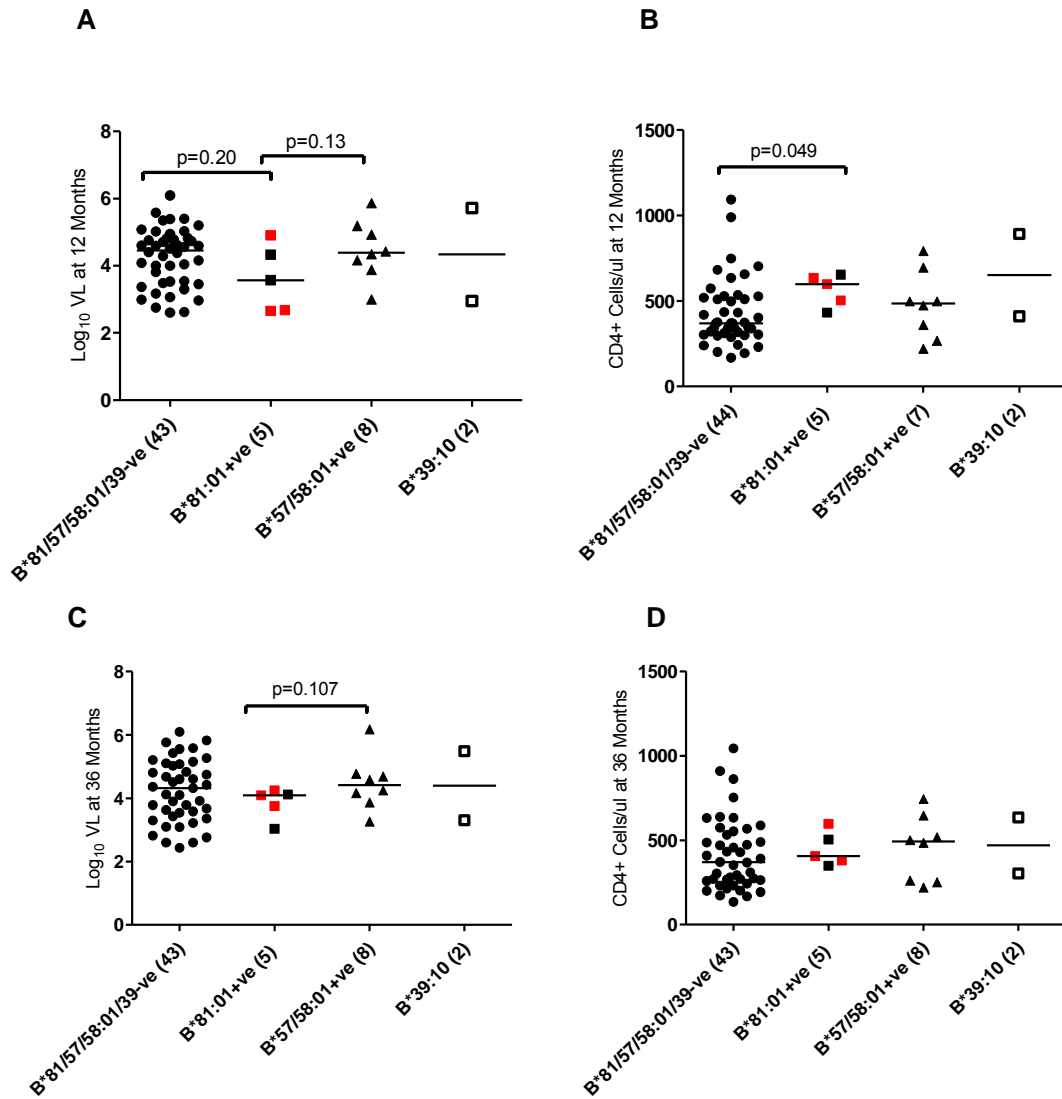 A
B
p=0.20
p=0.13
p=0.049
Log10 VL at 12 Months
8
6
4
2
0
B*81/57/58:01/39-ve (43)
B*81:01+ve (5)
B*57/58:01+ve (8)
B*39:10 (2)
CD4+ Cells/ul at 12 Months
1500
1000
500
0
B*81/57/58:01/39-ve (44)
B*81:01+ve (5)
B*57/58:01+ve (7)
B*39:10 (2)
C
D
p=0.107
Log10 VL at 36 Months
8
6
4
2
0
B*81/57/58:01/39-ve (43)
B*81:01+ve (5)
B*57/58:01+ve (8)
B*39:10 (2)
CD4+ Cells/ul at 36 Months
1500
1000
500
0
B*81/57/58:01/39-ve (43)
B*81:01+ve (5)
B*57/58:01+ve (8)
B*39:10 (2)